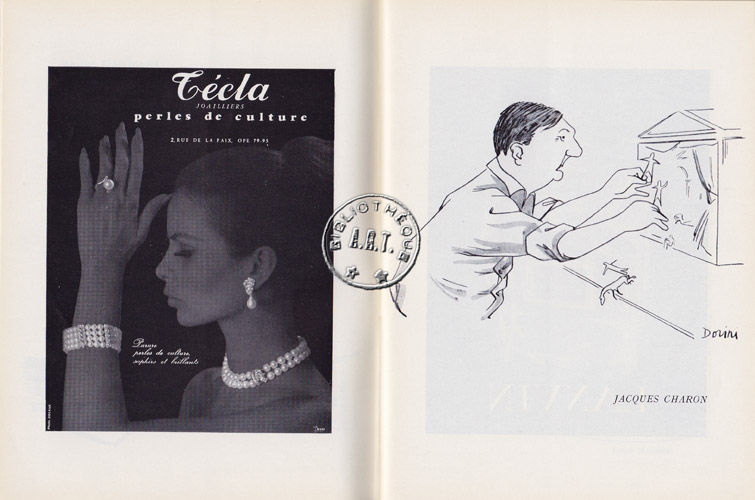 Técla
JOAILLIERS
perles de culture
2, RUE DE LA PAIX, OPE 79-93
Parure
perles de culture,
saphirs et brillants
BIBLIOTHÈQUE
A.R.T.
JACQUES CHARON